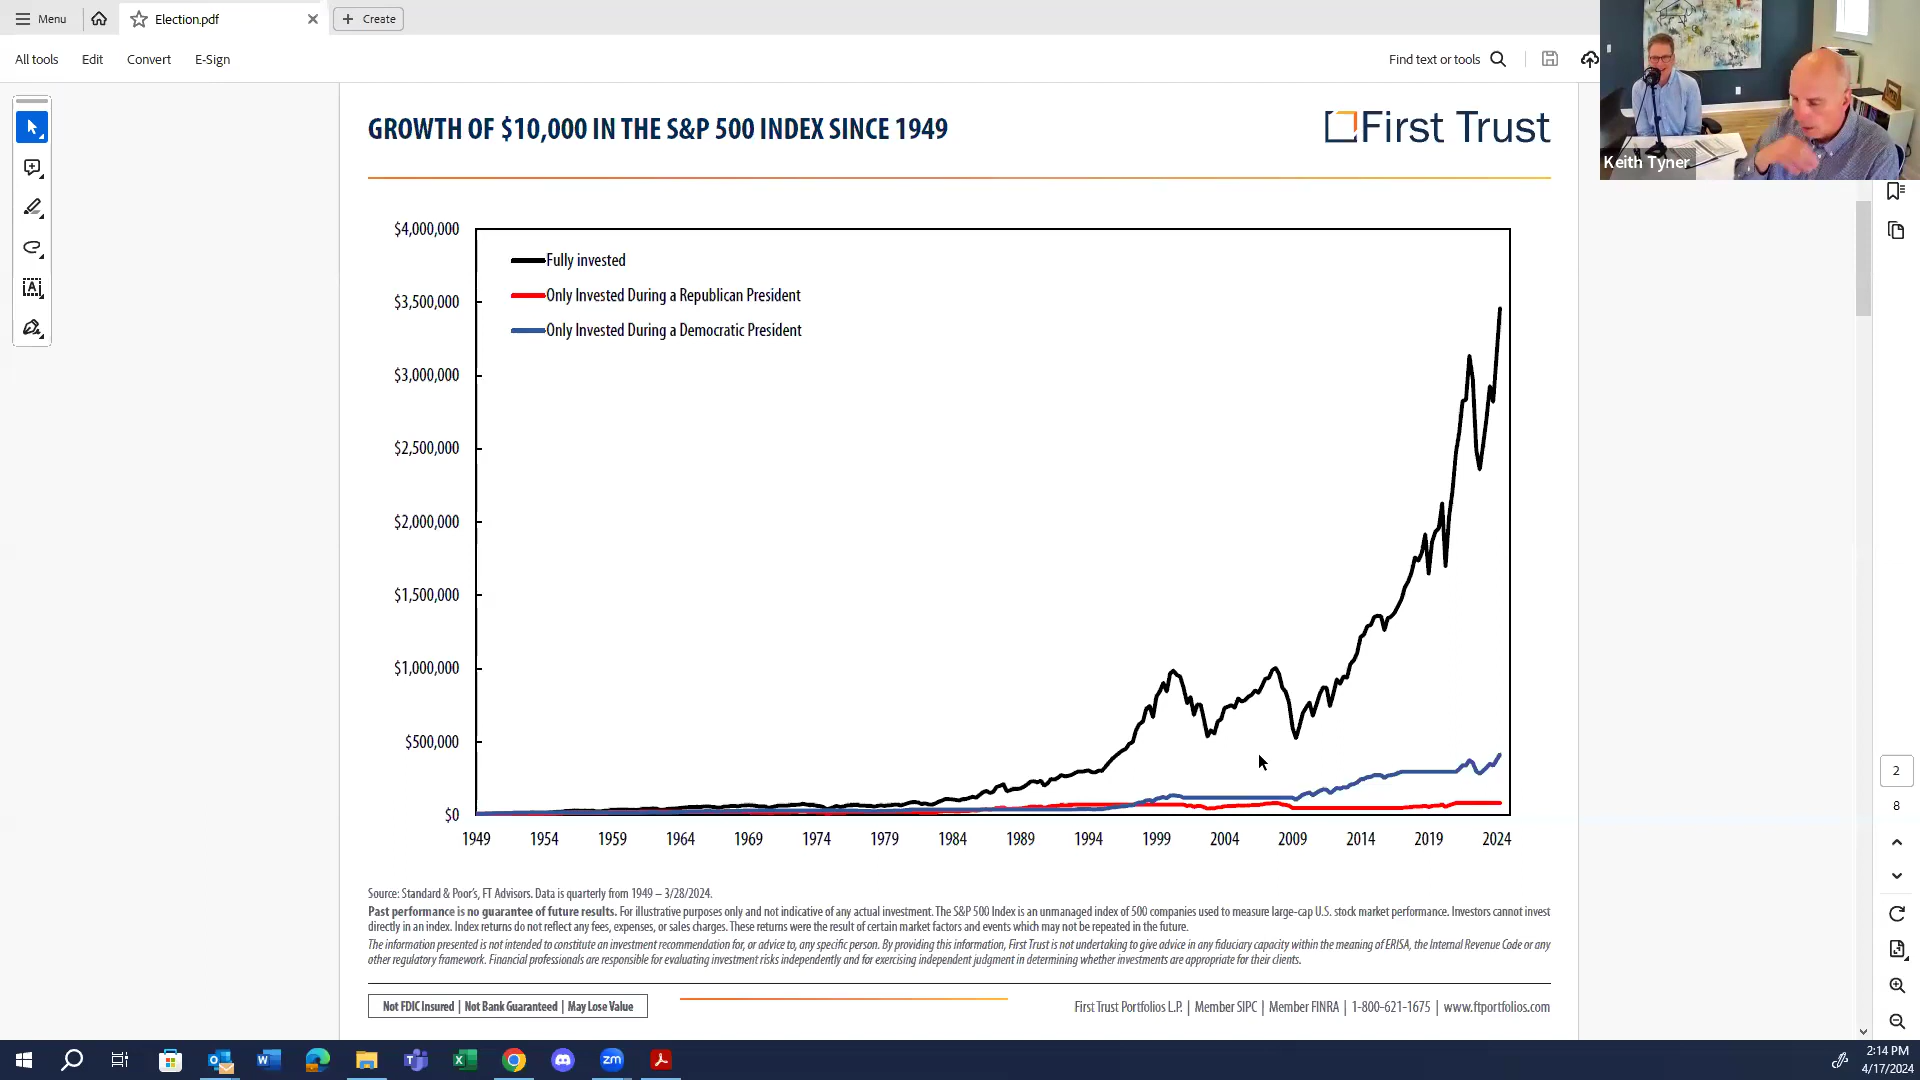 Menu
Election.pdf
Create
All tools
Edit
Convert
E-Sign
Find text or tools
Keith Tyner
GROWTH OF $10,000 IN THE S&P 500 INDEX SINCE 1949
First Trust
$4,000,000
$3,500,000
$3,000,000
$2,500,000
$2,000,000
$1,500,000
$1,000,000
$500,000
$0
Fully invested
Only Invested During a Republican President
Only Invested During a Democratic President
1949 1954 1959 1964 1969 1974 1979 1984 1989 1994 1999 2004 2009 2014 2019 2024
Source: Standard & Poor's, FT Advisors. Data is quarterly from 1949 – 3/28/2024.
Past performance is no guarantee of future results. For illustrative purposes only and not indicative of any actual investment. The S&P 500 Index is an unmanaged index of 500 companies used to measure large-cap U.S. stock market performance. Investors cannot invest
directly in an index. Index returns do not reflect any fees, expenses, or sales charges. These returns were the result of certain market factors and events which may not be repeated in the future.
The information presented is not intended to constitute an investment recommendation for, or advice to, any specific person. By providing this information, First Trust is not undertaking to give advice in any fiduciary capacity within the meaning of ERISA, the Internal Revenue Code or any
other regulatory framework. Financial professionals are responsible for evaluating investment risks independently and for exercising independent judgment in determining whether investments are appropriate for their clients.
Not FDIC Insured | Not Bank Guaranteed | May Lose Value
First Trust Portfolios L.P. | Member SIPC | Member FINRA | 1-800-621-1675 | www.ftportfolios.com
2
8
2:14 PM
4/17/2024